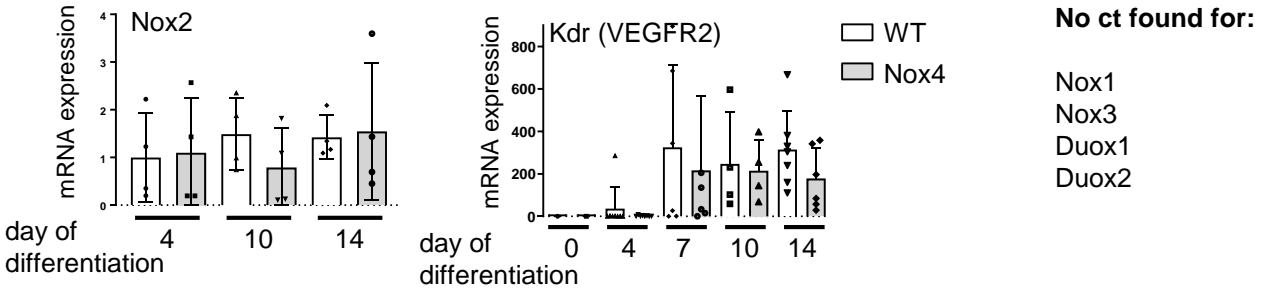 Nox2
mRNA expression
4
3
2
1
0
day of
differentiation
4
10
14
Kdr (VEGFR2)
mRNA expression
800
600
400
200
0
day of
differentiation
0
4
7
10
14
WT
Nox4
No ct found for:
Nox1
Nox3
Duox1
Duox2